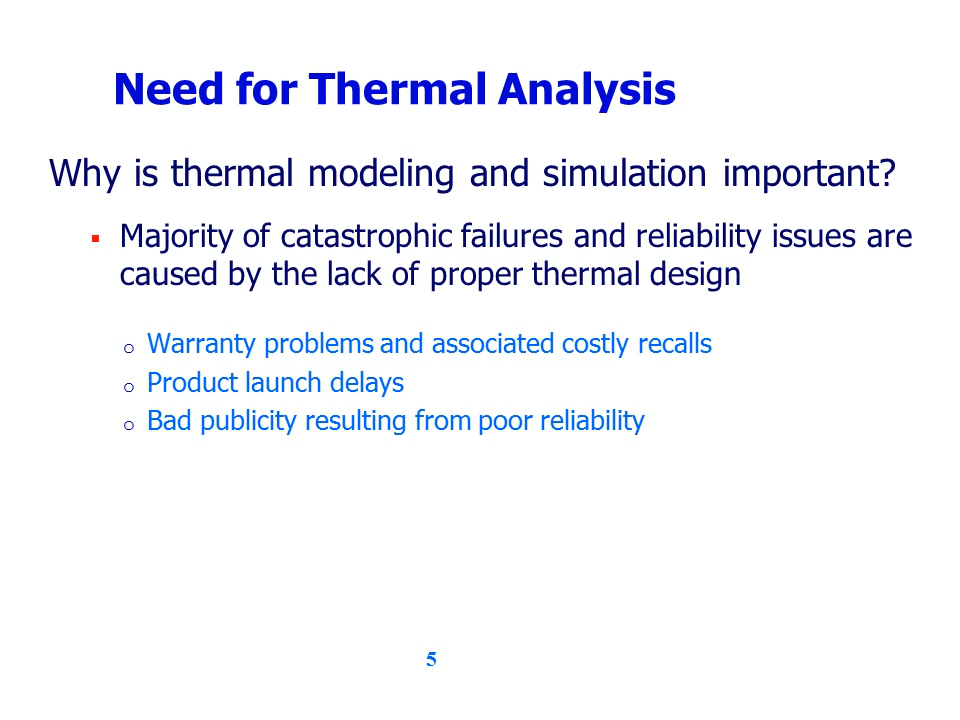 Need for Thermal Analysis
Why is thermal modeling and simulation important?
▪ Majority of catastrophic failures and reliability issues are
caused by the lack of proper thermal design
o Warranty problems and associated costly recalls
o Product launch delays
o Bad publicity resulting from poor reliability
5